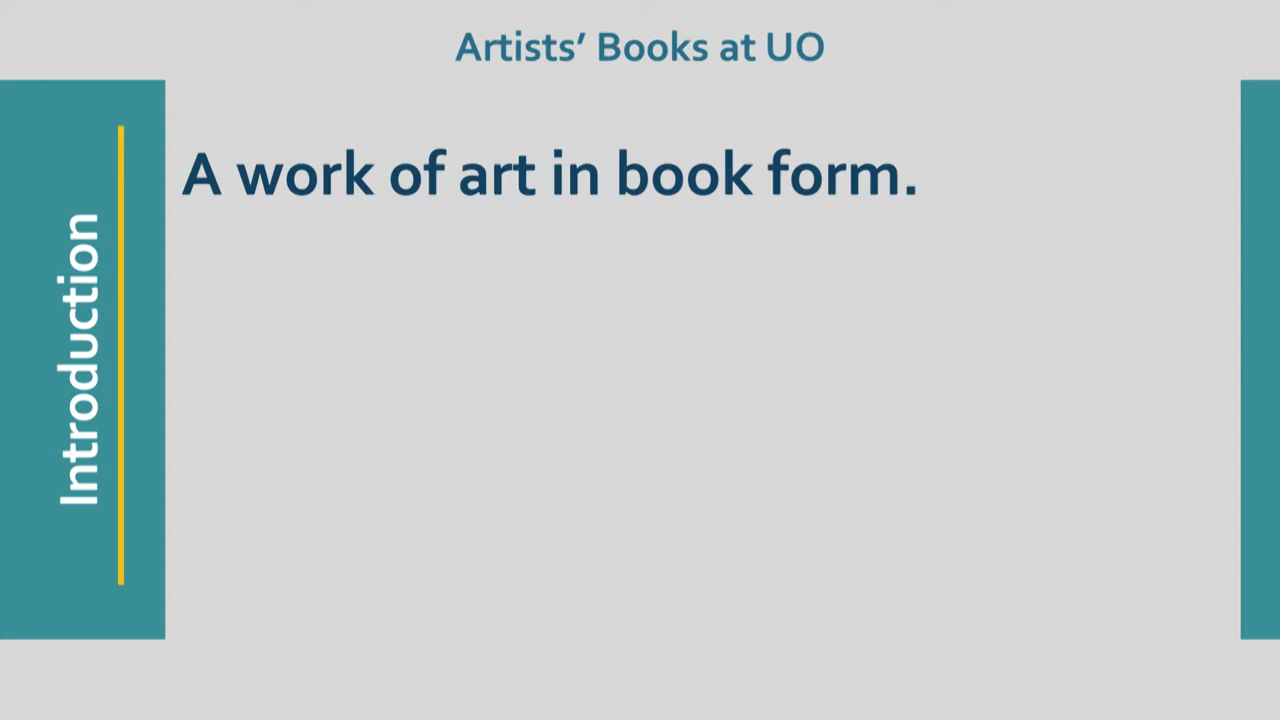 Artists’ Books at UO
A work of art in book form.
Introduction